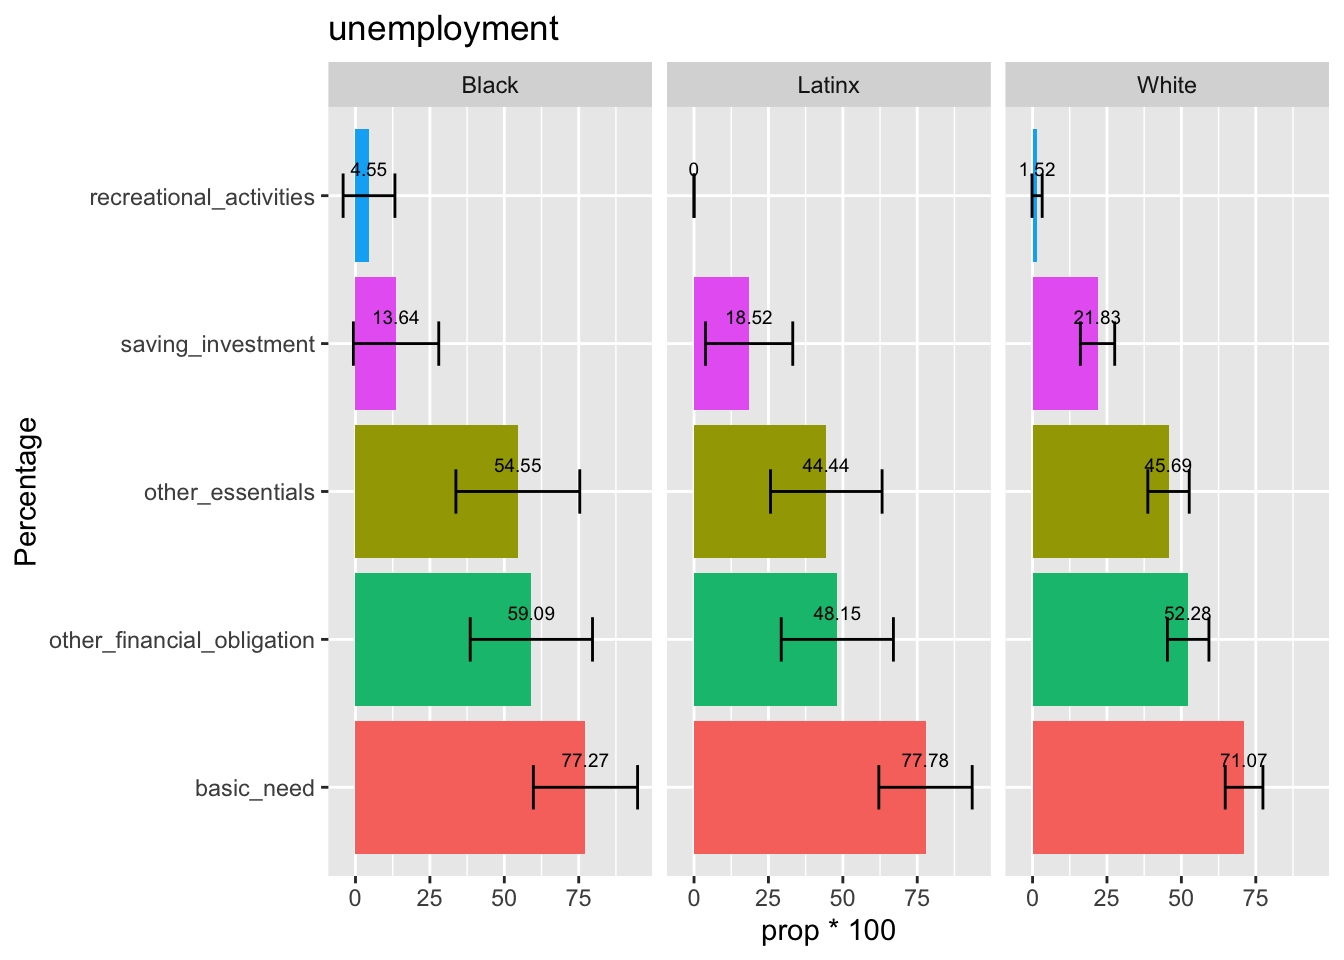 unemployment
Black Latinx White
recreational_activities 4.55 0 1.52
saving_investment 13.64 18.52 21.83
other_essentials 54.55 44.44 45.69
other_financial_obligation 59.09 48.15 52.28
basic_need 77.27 77.78 71.07
Percentage
0 25 50 75 0 25 50 75 0 25 50 75
prop * 100